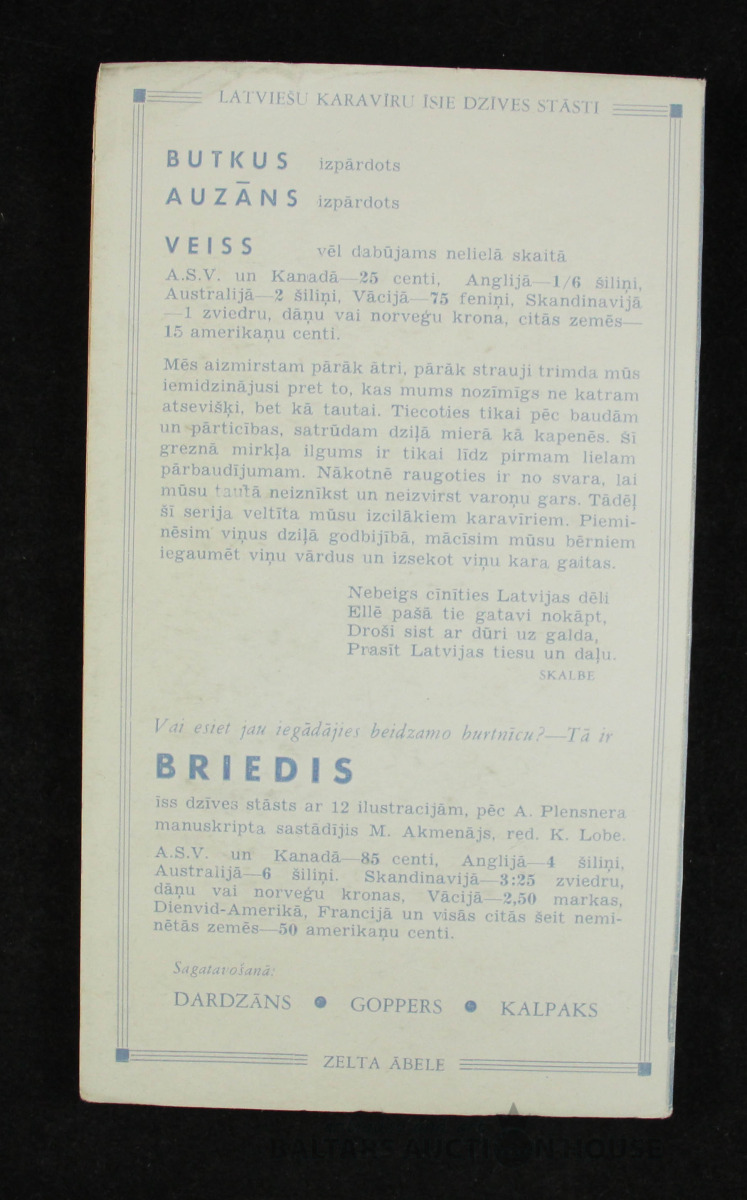 LATVIEŠU KARAVĪRU ĪSIE DZĪVES STĀSTI
BUTKUS izpārdots
AUZĀNS izpārdots
VEISS vēl dabūjams nelielā skaitā
A.S.V. un Kanadā—25 centi, Anglijā—1/6 šiliņi,
Australijā—2 šiliņi, Vācijā—75 feniņi, Skandinavijā
—1 zviedru, dāņu vai norveģu krona, citās zemēs—
15 amerikaņu centi.
Mēs aizmirstam pārāk ātri, pārāk strauji trimda mūs
iemidzinājusi pret to, kas mums nozīmīgs ne katram
atsevišķi, bet kā tautai. Tiecoties tikai pēc baudām
un pārticības, satrūdam dziļā mierā kā kapenēs. Šī
greznā mirkļa ilgums ir tikai līdz pirmam lielam
pārbaudījumam. Nākotnē raugoties ir no svara, lai
mūsu tautā neiznīkst un neizvirst varoņu gars. Tādēļ
šī serija veltīta mūsu izcilākiem karavīriem. Piemi-
nēsim viņus dziļā godbijībā, mācīsim mūsu bērniem
iegaumēt viņu vārdus un izsekot viņu kara gaitas.
Nebeigs cīnīties Latvijas dēli
Ellē pašā tie gatavi nokāpt,
Droši sist ar dūri uz galda,
Prasīt Latvijas tiesu un daļu.
SKALBE
Vai esiet jau iegādājies beidzamo burtnīcu?—Tā ir
BRIEDIS
īss dzīves stāsts ar 12 ilustracijām, pēc A. Plensnera
manuskripta sastādījis M. Akmenājs, red. K. Lobe.
A.S.V. un Kanadā—85 centi, Anglijā—4 šiliņi,
Australijā—6 šiliņi. Skandinavijā—3:25 zviedru,
dāņu vai norveģu kronas, Vācijā—2,50 markas,
Dienvid-Amerikā, Francijā un visās citās šeit nemi-
nētās zemēs—50 amerikaņu centi.
Sagatavošanā:
DARDZĀNS ● GOPPERS ● KALPAKS
ZELTA ĀBELE
BALTARS AUCTION HOUSE